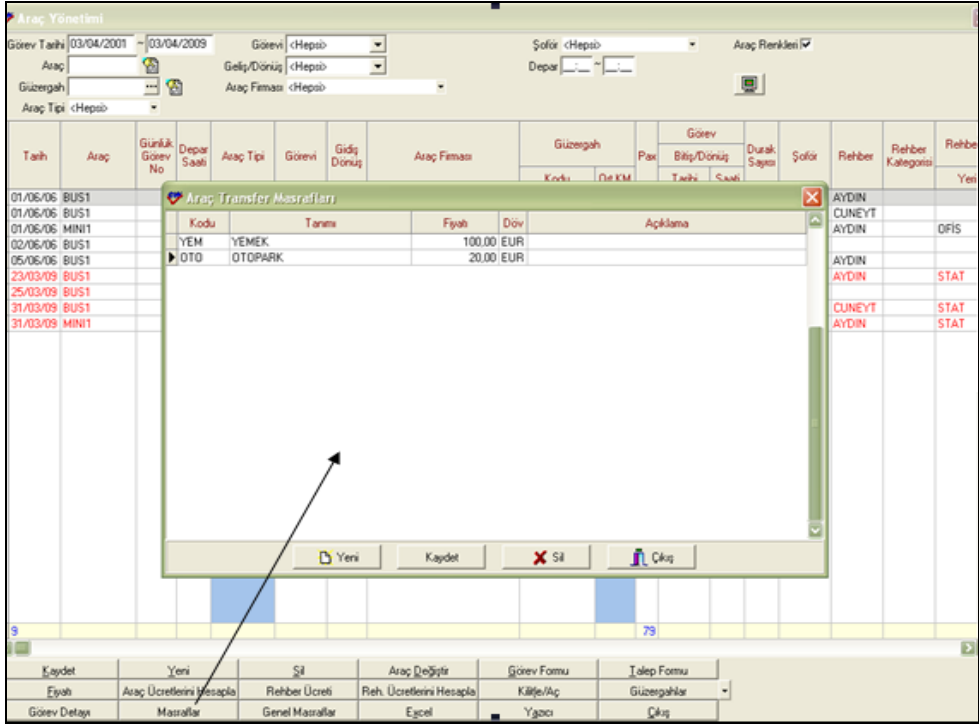 Araç Yönetimi
Görev Tarihi 03/04/2001 ~ 03/04/2009 Görevi <Hepsi> Şoför <Hepsi> Araç Renkleri
Araç Geliş/Dönüş <Hepsi> Depar __:__ ~ __:__
Güzergah ... Araç Firması <Hepsi>
Araç Tipi <Hepsi>
Tarih Araç Günlük Görev No Depar Saati Araç Tipi Görevi Gidiş Dönüş Araç Firması Güzergah Kodu Ort.KM Pax Görev Bitiş/Dönüş Tarihi Saati Durak Sayısı Şoför Rehber Rehber Kategorisi Rehbe Yeri
01/06/06 BUS1 AYDIN
01/06/06 BUS1 CUNEYT
01/06/06 MINI1 AYDIN OFİS
02/06/06 BUS1
05/06/06 BUS1 AYDIN
23/03/09 BUS1 AYDIN STAT
25/03/09 BUS1
31/03/09 BUS1 CUNEYT STAT
31/03/09 MINI1 AYDIN STAT
Araç Transfer Masrafları
Kodu Tanımı Fiyatı Döv Açıklama
YEM YEMEK 100,00 EUR
OTO OTOPARK 20,00 EUR
Yeni Kaydet Sil Çıkış
9 79
Kaydet Yeni Sil Araç Değiştir Görev Formu Talep Formu
Fiyatı Araç Ücretlerini Hesapla Rehber Ücreti Reh. Ücretlerini Hesapla Kilitle/Aç Güzergahlar
Görev Detayı Masraflar Genel Masraflar Excel Yazıcı Çıkış